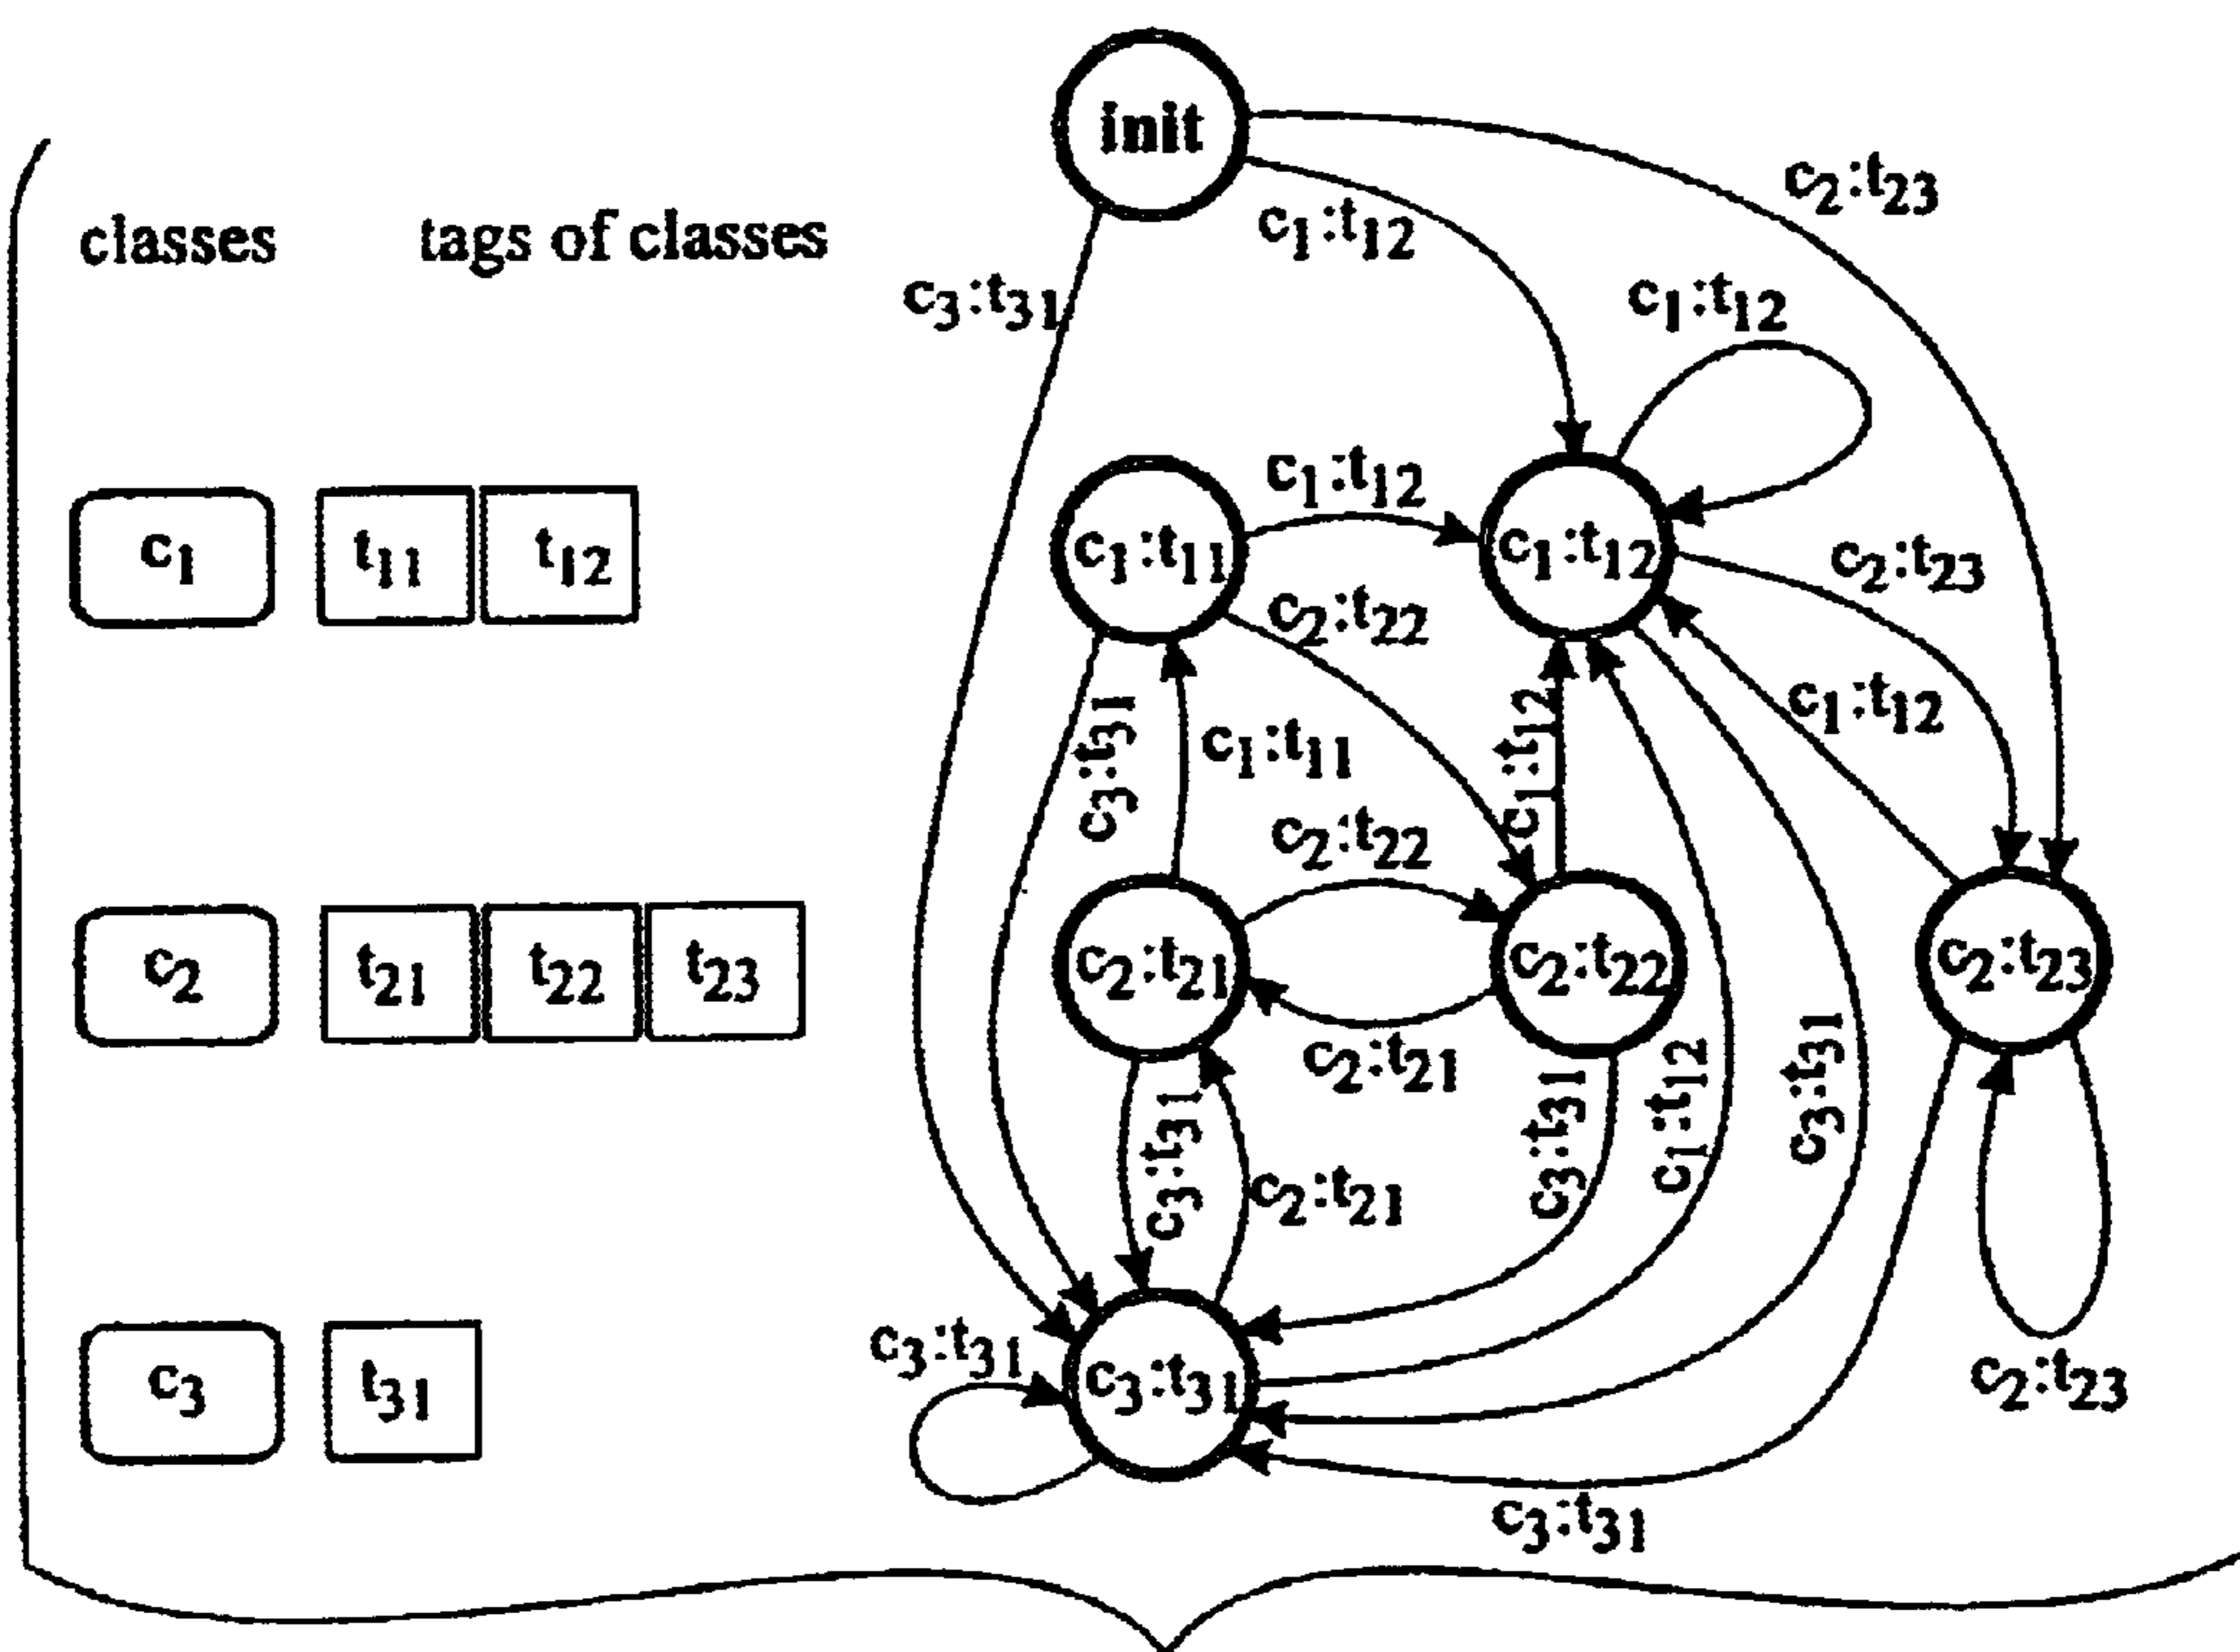 init
c2:t23
c1:t12
classes tags of classes
c3:t31
c1:t12
c1:t12
c1 t11 t12
c1:t11
c1:t12
c2:t23
c2:t22
c3:t31
c1:t11
c1:t12
c1:t12
c2:t22
c2 t21 t22 t23
c2:t21
c2:t22
c2:t23
c2:t21
c3:t31
c2:t21
c3:t31
c1:t12
c3:t31
c3:t31
c3 t31
c3:t31
c2:t23
c3:t31